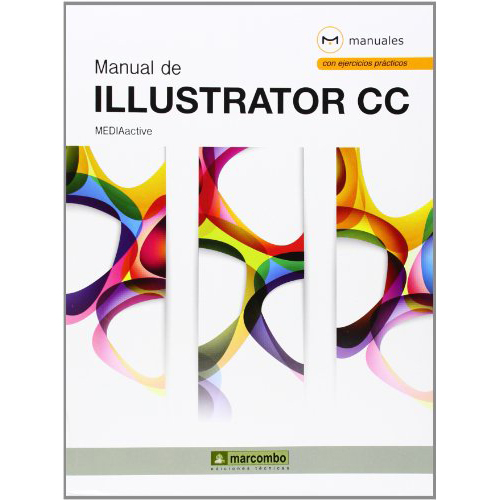 manuales
con ejercicios prácticos
Manual de
ILLUSTRATOR CC
MEDIAactive
marcombo
ediciones técnicas